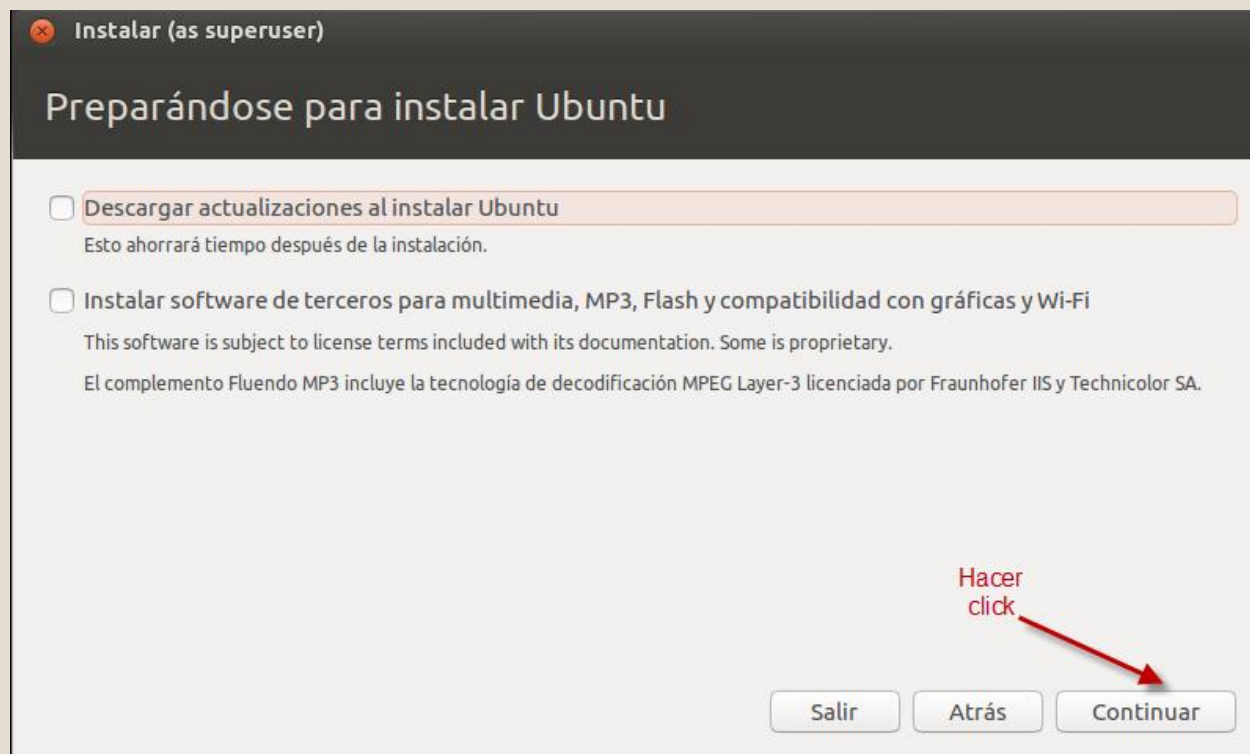 Instalar (as superuser)
Preparándose para instalar Ubuntu
Descargar actualizaciones al instalar Ubuntu
Esto ahorrará tiempo después de la instalación.
Instalar software de terceros para multimedia, MP3, Flash y compatibilidad con gráficas y Wi-Fi
This software is subject to license terms included with its documentation. Some is proprietary.
El complemento Fluendo MP3 incluye la tecnología de decodificación MPEG Layer-3 licenciada por Fraunhofer IIS y Technicolor SA.
Hacer
click
Salir
Atrás
Continuar